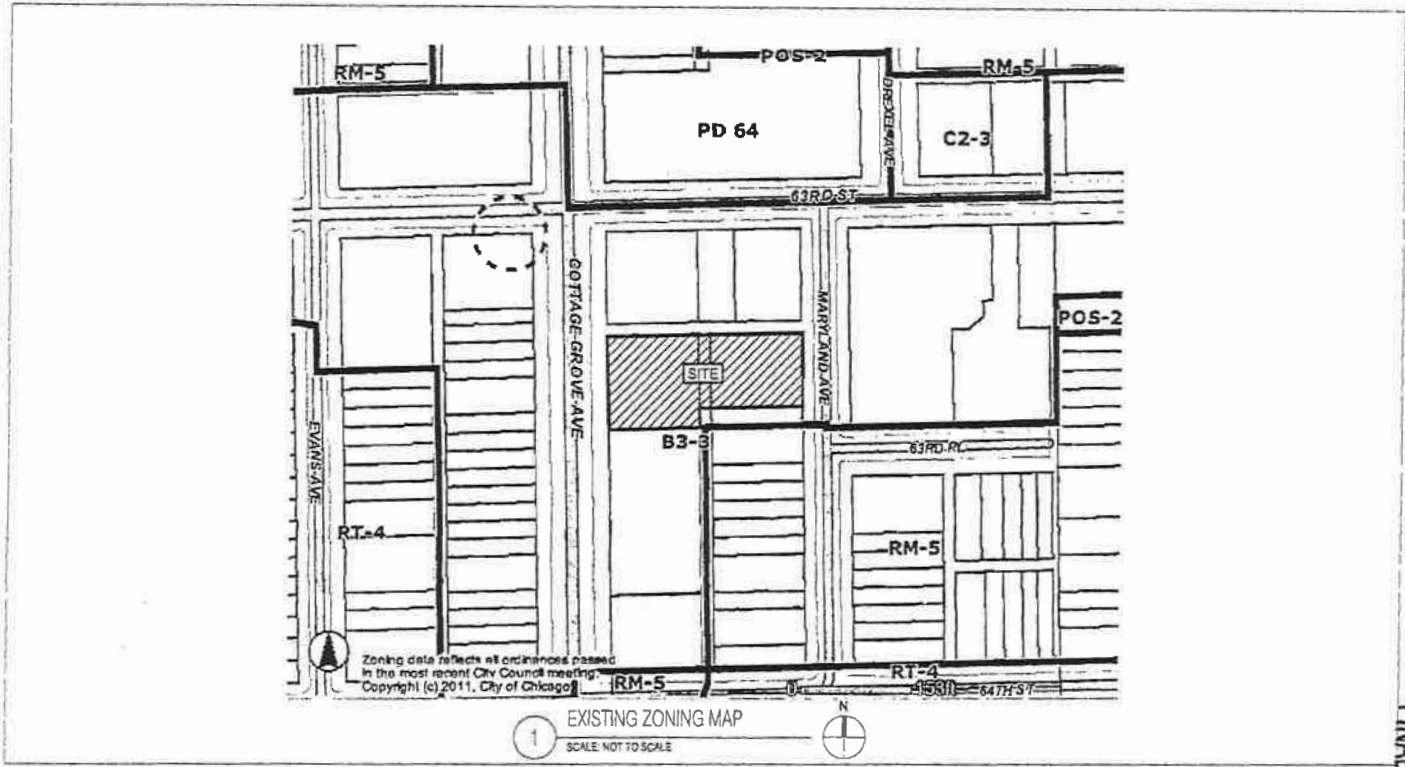 POS-2
RM-5
RM-5
DREXEL AVE
PD 64
C2-3
63RD ST
COTTAGE GROVE AVE
MARYLAND AVE
POS-2
SITE
EVANS AVE
B3-3
63RD PL
RT-4
RM-5
Zoning data reflects all ordinances passed
in the most recent City Council meeting.
Copyright (c) 2011, City of Chicago
RM-5
RT-4
0 153ft 64TH ST
1
EXISTING ZONING MAP
SCALE: NOT TO SCALE
N